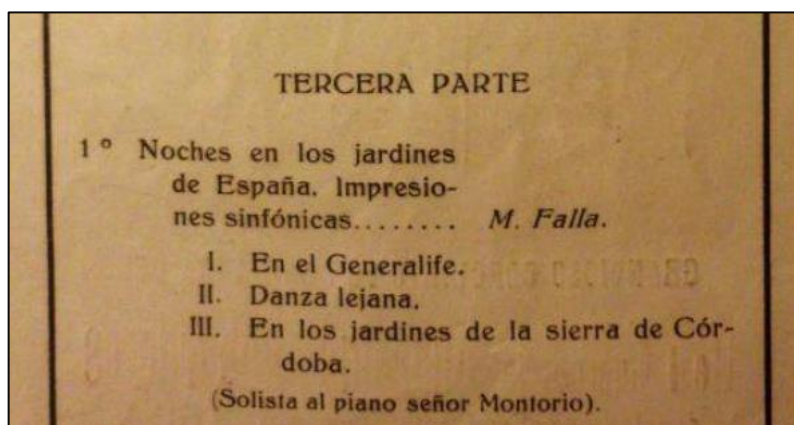 TERCERA PARTE
1º Noches en los jardines
de España. Impresio-
nes sinfónicas........ M. Falla.
I. En el Generalife.
II. Danza lejana.
III. En los jardines de la sierra de Cór-
doba.
(Solista al piano señor Montorio).